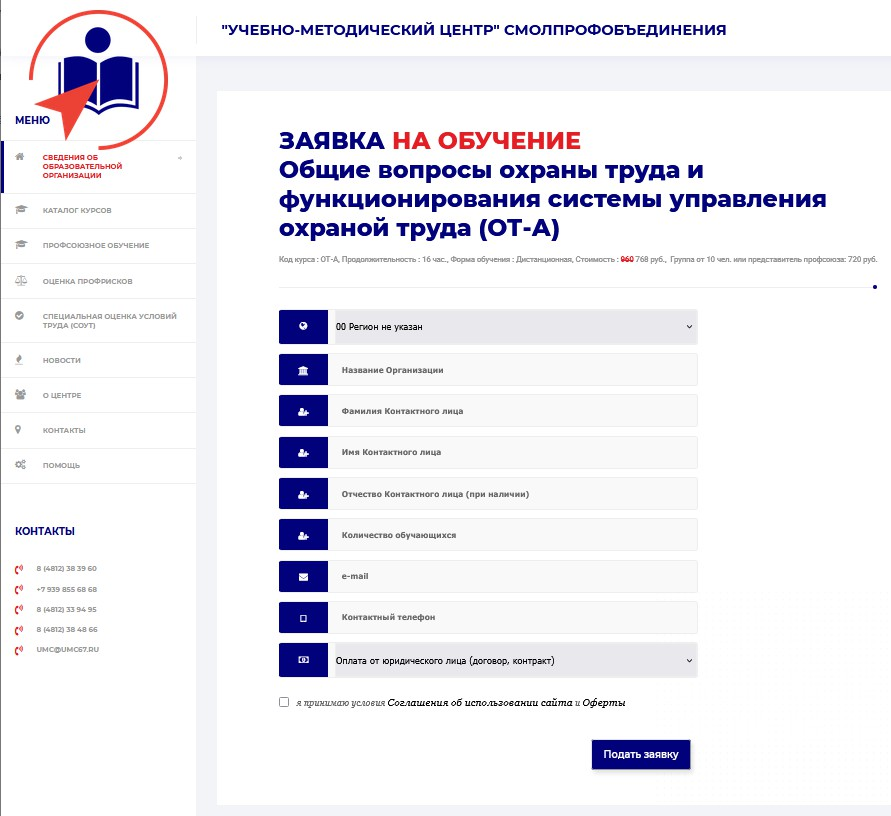 "УЧЕБНО-МЕТОДИЧЕСКИЙ ЦЕНТР" СМОЛПРОФОБЪЕДИНЕНИЯ
МЕНЮ
СВЕДЕНИЯ ОБ
ОБРАЗОВАТЕЛЬНОЙ
ОРГАНИЗАЦИИ
КАТАЛОГ КУРСОВ
ПРОФСОЮЗНОЕ ОБУЧЕНИЕ
ОЦЕНКА ПРОФРИСКОВ
СПЕЦИАЛЬНАЯ ОЦЕНКА УСЛОВИЙ
ТРУДА (СОУТ)
НОВОСТИ
О ЦЕНТРЕ
КОНТАКТЫ
ПОМОЩЬ
КОНТАКТЫ
8 (4812) 38 39 60
+7 939 855 68 68
8 (4812) 33 94 95
8 (4812) 38 48 66
UMC@UMC67.RU
ЗАЯВКА НА ОБУЧЕНИЕ
Общие вопросы охраны труда и
функционирования системы управления
охраной труда (ОТ-А)
Код курса : ОТ-А, Продолжительность : 16 час., Форма обучения : Дистанционная, Стоимость : 960 768 руб., Группа от 10 чел. или представитель профсоюза: 720 руб.
00 Регион не указан
Название Организации
Фамилия Контактного лица
Имя Контактного лица
Отчество Контактного лица (при наличии)
Количество обучающихся
e-mail
Контактный телефон
Оплата от юридического лица (договор, контракт)
я принимаю условия Соглашения об использовании сайта и Оферты
Подать заявку